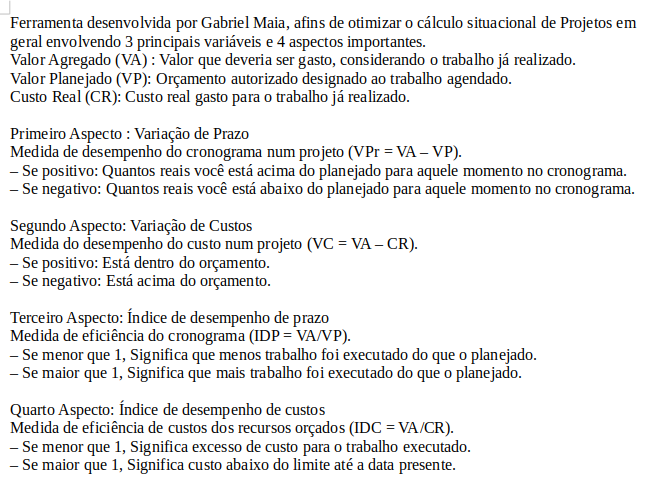 Ferramenta desenvolvida por Gabriel Maia, afins de otimizar o cálculo situacional de Projetos em
geral envolvendo 3 principais variáveis e 4 aspectos importantes.
Valor Agregado (VA) : Valor que deveria ser gasto, considerando o trabalho já realizado.
Valor Planejado (VP): Orçamento autorizado designado ao trabalho agendado.
Custo Real (CR): Custo real gasto para o trabalho já realizado.
Primeiro Aspecto : Variação de Prazo
Medida de desempenho do cronograma num projeto (VPr = VA – VP).
– Se positivo: Quantos reais você está acima do planejado para aquele momento no cronograma.
– Se negativo: Quantos reais você está abaixo do planejado para aquele momento no cronograma.
Segundo Aspecto: Variação de Custos
Medida do desempenho do custo num projeto (VC = VA – CR).
– Se positivo: Está dentro do orçamento.
– Se negativo: Está acima do orçamento.
Terceiro Aspecto: Índice de desempenho de prazo
Medida de eficiência do cronograma (IDP = VA/VP).
– Se menor que 1, Significa que menos trabalho foi executado do que o planejado.
– Se maior que 1, Significa que mais trabalho foi executado do que o planejado.
Quarto Aspecto: Índice de desempenho de custos
Medida de eficiência de custos dos recursos orçados (IDC = VA/CR).
– Se menor que 1, Significa excesso de custo para o trabalho executado.
– Se maior que 1, Significa custo abaixo do limite até a data presente.